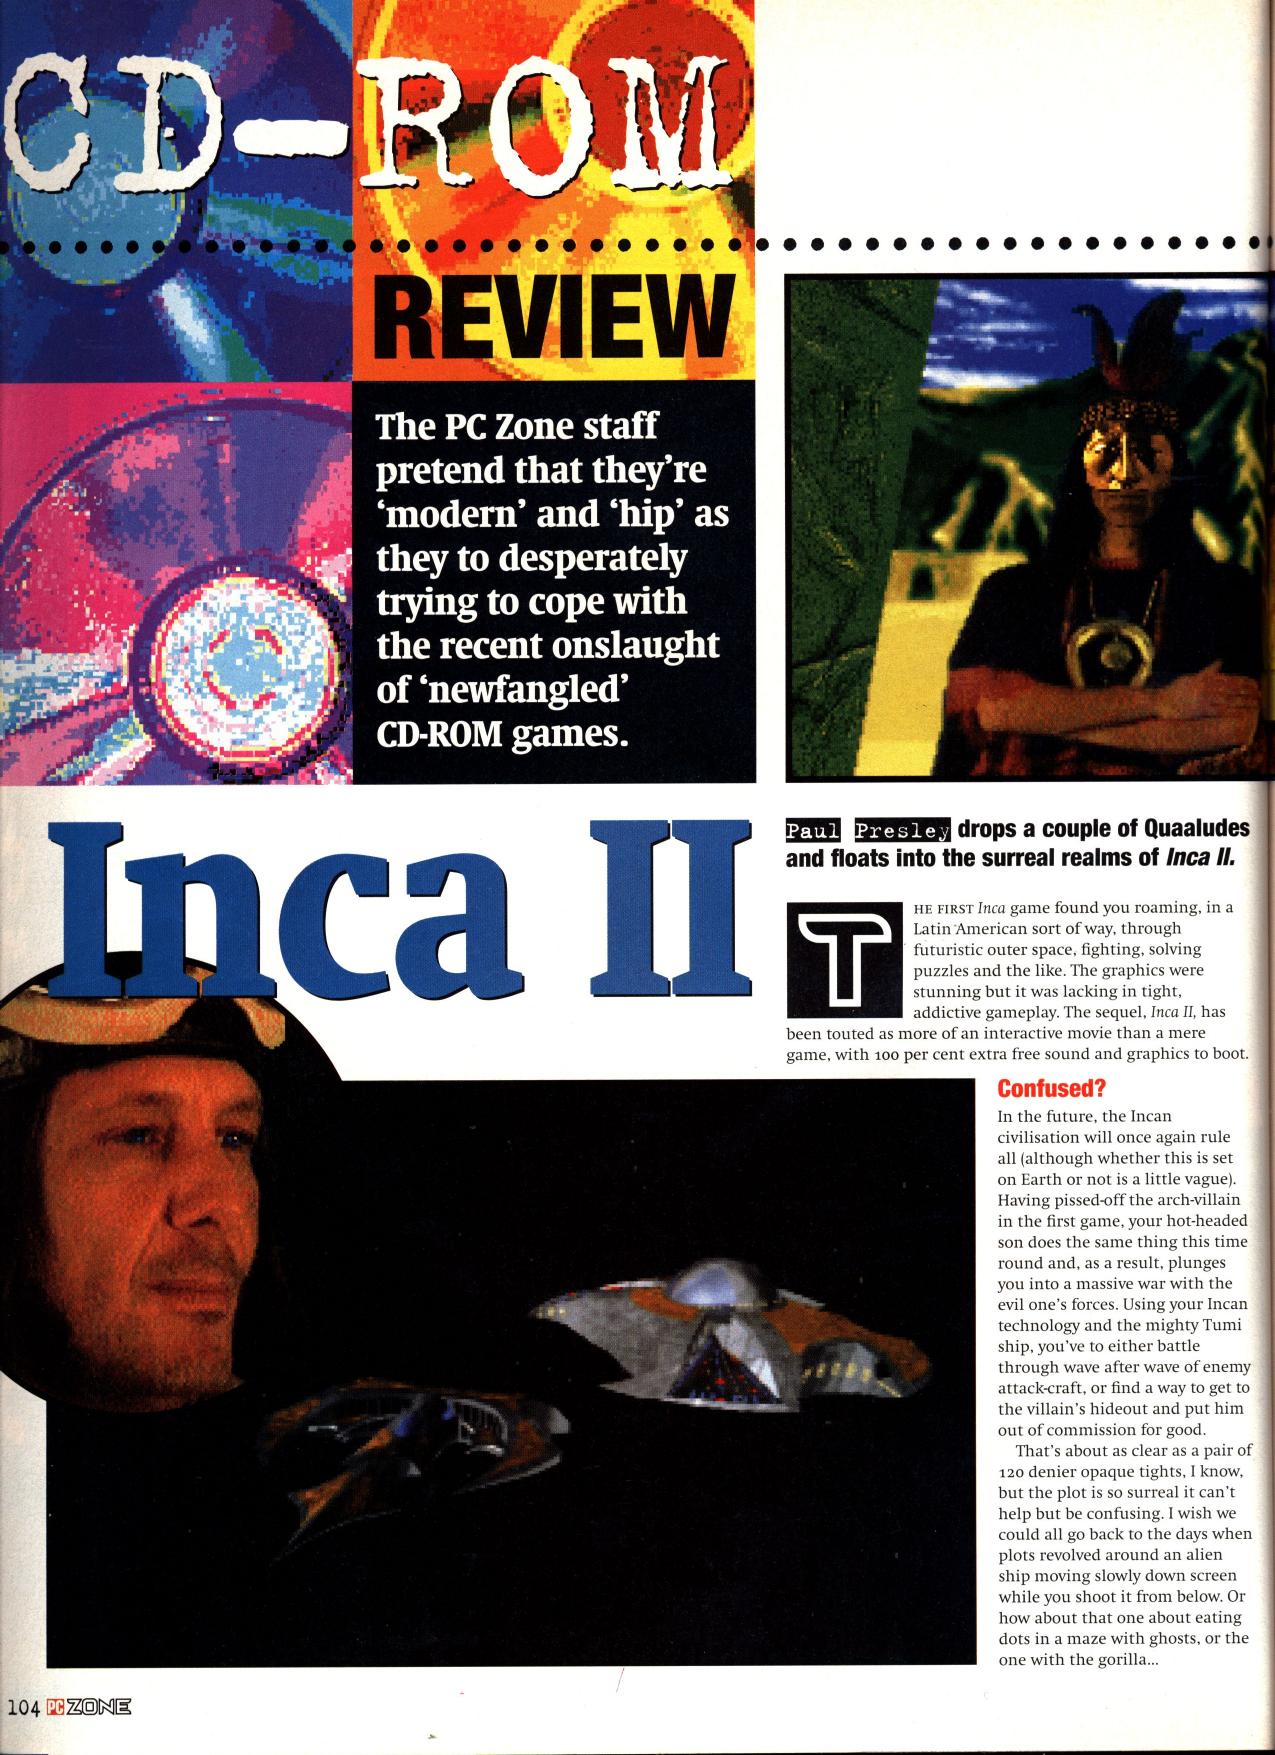 CD-ROM
REVIEW
The PC Zone staff
pretend that they're
'modern' and 'hip' as
they to desperately
trying to cope with
the recent onslaught
of 'newfangled'
CD-ROM games.
Inca II
Paul Presley drops a couple of Quaaludes
and floats into the surreal realms of Inca II.
THE FIRST Inca game found you roaming, in a
Latin American sort of way, through
futuristic outer space, fighting, solving
puzzles and the like. The graphics were
stunning but it was lacking in tight,
addictive gameplay. The sequel, Inca II, has
been touted as more of an interactive movie than a mere
game, with 100 per cent extra free sound and graphics to boot.
Confused?
In the future, the Incan
civilisation will once again rule
all (although whether this is set
on Earth or not is a little vague).
Having pissed-off the arch-villain
in the first game, your hot-headed
son does the same thing this time
round and, as a result, plunges
you into a massive war with the
evil one's forces. Using your Incan
technology and the mighty Tumi
ship, you've to either battle
through wave after wave of enemy
attack-craft, or find a way to get to
the villain's hideout and put him
out of commission for good.
That's about as clear as a pair of
120 denier opaque tights, I know,
but the plot is so surreal it can't
help but be confusing. I wish we
could all go back to the days when
plots revolved around an alien
ship moving slowly down screen
while you shoot it from below. Or
how about that one about eating
dots in a maze with ghosts, or the
one with the gorilla...
104 PC ZONE